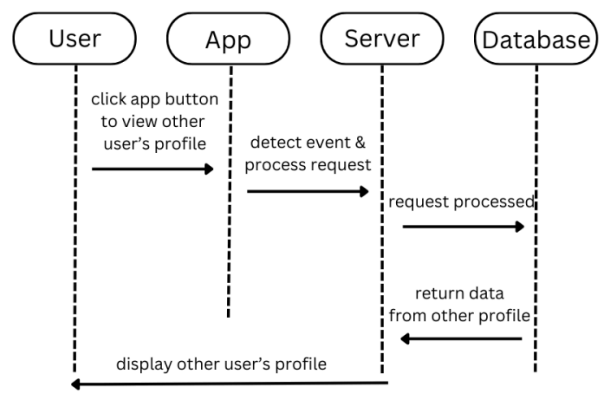 User
App
Server
Database
click app button
to view other
user's profile
detect event &
process request
request processed
return data
from other profile
display other user's profile